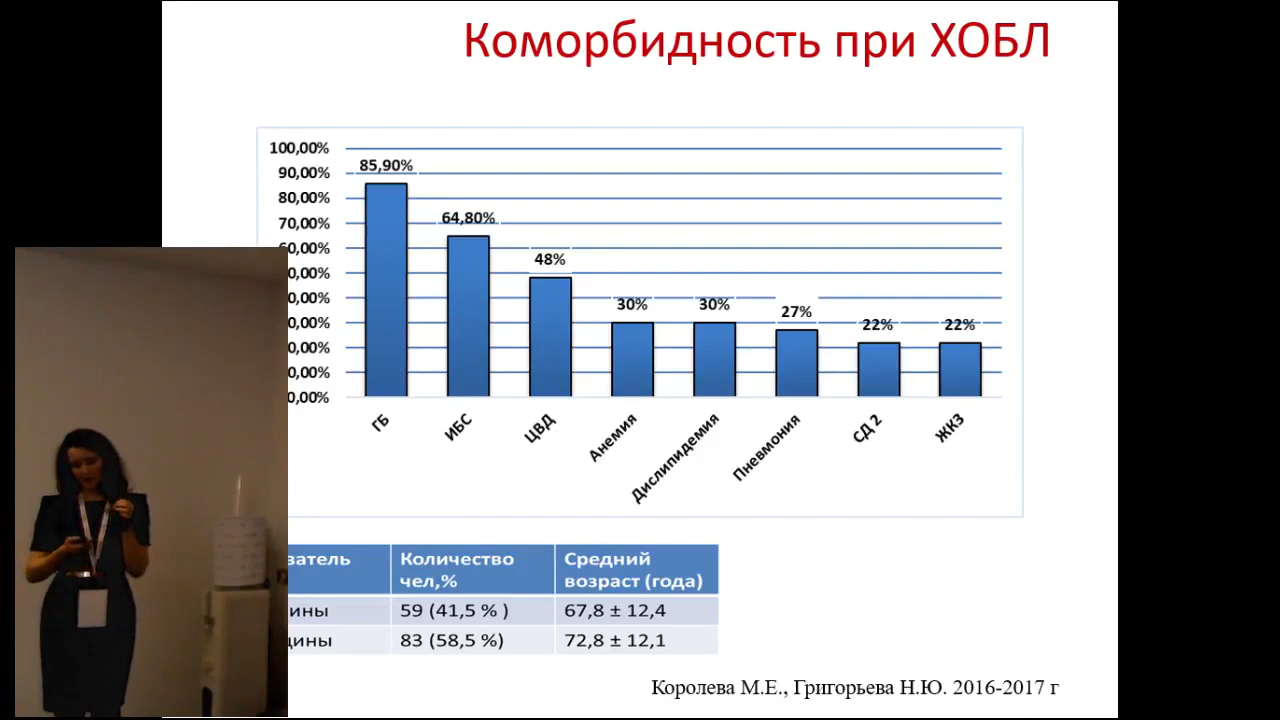 Коморбидность при ХОБЛ
100,00%
90,00%
80,00%
70,00%
60,00%
0,00%
0,00%
0,00%
0,00%
0,00%
0,00%
85,90%
64,80%
48%
30%
30%
27%
22%
22%
ГБ
ИБС
ЦВД
Анемия
Дислипидемия
Пневмония
СД 2
ЖКЗ
Количество чел,%
Средний возраст (года)
59 (41,5 % )
67,8 ± 12,4
83 (58,5 %)
72,8 ± 12,1
Королева М.Е., Григорьева Н.Ю. 2016-2017 г